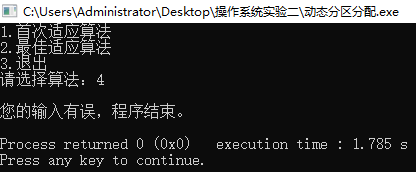 C:\Users\Administrator\Desktop\操作系统实验二\动态分区分配.exe
1.首次适应算法
2.最佳适应算法
3.退出
请选择算法：4
您的输入有误，程序结束。
Process returned 0 (0x0)   execution time : 1.785 s
Press any key to continue.